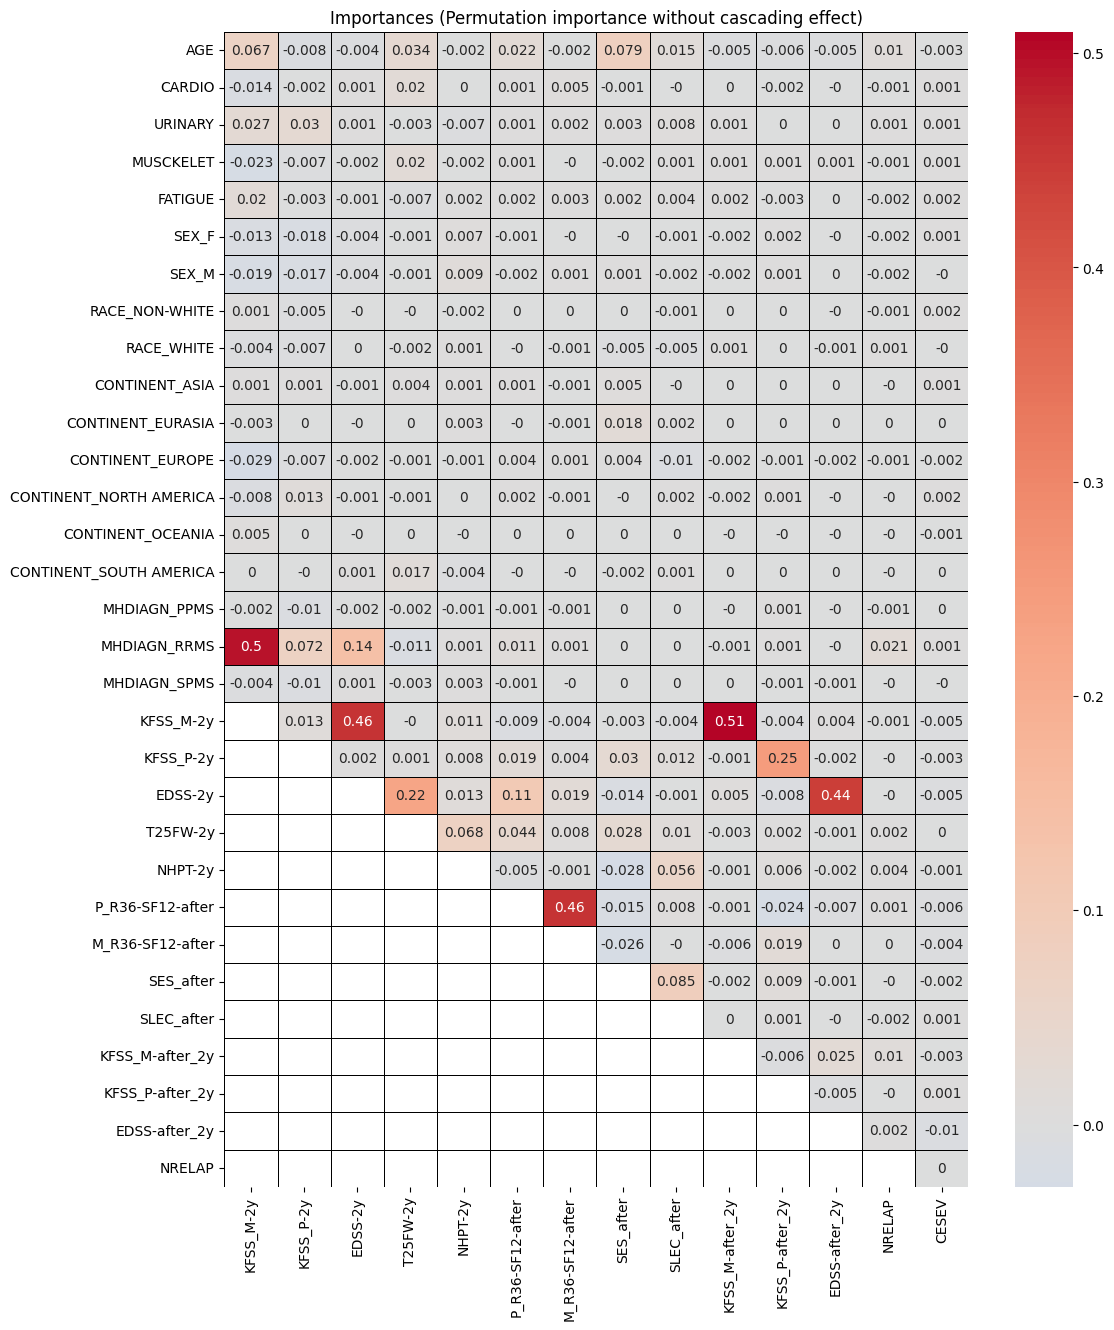 Importances (Permutation importance without cascading effect)
AGE 0.067 -0.008 -0.004 0.034 -0.002 0.022 -0.002 0.079 0.015 -0.005 -0.006 -0.005 0.01 -0.003
CARDIO -0.014 -0.002 0.001 0.02 0 0.001 0.005 -0.001 -0 0 -0.002 -0 -0.001 0.001
URINARY 0.027 0.03 0.001 -0.003 -0.007 0.001 0.002 0.003 0.008 0.001 0 0 0.001 0.001
MUSCKELET -0.023 -0.007 -0.002 0.02 -0.002 0.001 -0 -0.002 0.001 0.001 0.001 0.001 -0.001 0.001
FATIGUE 0.02 -0.003 -0.001 -0.007 0.002 0.002 0.003 0.002 0.004 0.002 -0.003 0 -0.002 0.002
SEX_F -0.013 -0.018 -0.004 -0.001 0.007 -0.001 -0 -0 -0.001 -0.002 0.002 -0 -0.002 0.001
SEX_M -0.019 -0.017 -0.004 -0.001 0.009 -0.002 0.001 0.001 -0.002 -0.002 0.001 0 -0.002 -0
RACE_NON-WHITE 0.001 -0.005 -0 -0 -0.002 0 0 0 -0.001 0 0 -0 -0.001 0.002
RACE_WHITE -0.004 -0.007 0 -0.002 0.001 -0 -0.001 -0.005 -0.005 0.001 0 -0.001 0.001 -0
CONTINENT_ASIA 0.001 0.001 -0.001 0.004 0.001 0.001 -0.001 0.005 -0 0 0 0 -0 0.001
CONTINENT_EURASIA -0.003 0 -0 0 0.003 -0 -0.001 0.018 0.002 0 0 0 0 0
CONTINENT_EUROPE -0.029 -0.007 -0.002 -0.001 -0.001 0.004 0.001 0.004 -0.01 -0.002 -0.001 -0.002 -0.001 -0.002
CONTINENT_NORTH AMERICA -0.008 0.013 -0.001 -0.001 0 0.002 -0.001 -0 0.002 -0.002 0.001 -0 -0 0.002
CONTINENT_OCEANIA 0.005 0 -0 0 -0 0 0 0 0 0 -0 -0 -0 -0.001
CONTINENT_SOUTH AMERICA 0 -0 0.001 0.017 -0.004 -0 -0 -0.002 0.001 0 0 0 -0 0
MHDIAGN_PPMS -0.002 -0.01 -0.002 -0.002 -0.001 -0.001 -0.001 0 0 -0 0.001 -0 -0.001 0
MHDIAGN_RRMS 0.5 0.072 0.14 -0.011 0.001 0.011 0.001 0 0 -0.001 0.001 -0 0.021 0.001
MHDIAGN_SPMS -0.004 -0.01 0.001 -0.003 0.003 -0.001 -0 0 0 0 -0.001 -0.001 -0 -0
KFSS_M-2y 0.013 0.46 -0 0.011 -0.009 -0.004 -0.003 -0.004 0.51 -0.004 0.004 -0.001 -0.005
KFSS_P-2y 0.002 0.001 0.008 0.019 0.004 0.03 0.012 -0.001 0.25 -0.002 -0 -0.003
EDSS-2y 0.22 0.013 0.11 0.019 -0.014 -0.001 0.005 -0.008 0.44 -0 -0.005
T25FW-2y 0.068 0.044 0.008 0.028 0.01 -0.003 0.002 -0.001 0.002 0
NHPT-2y -0.005 -0.001 -0.028 0.056 -0.001 0.006 -0.002 0.004 -0.001
P_R36-SF12-after 0.46 -0.015 0.008 -0.001 -0.024 -0.007 0.001 -0.006
M_R36-SF12-after -0.026 -0 -0.006 0.019 0 0 -0.004
SES_after 0.085 -0.002 0.009 -0.001 -0 -0.002
SLEC_after 0 0.001 -0 -0.002 0.001
KFSS_M-after_2y -0.006 0.025 0.01 -0.003
KFSS_P-after_2y -0.005 -0 0.001
EDSS-after_2y 0.002 -0.01
NRELAP 0
KFSS_M-2y
KFSS_P-2y
EDSS-2y
T25FW-2y
NHPT-2y
P_R36-SF12-after
M_R36-SF12-after
SES_after
SLEC_after
KFSS_M-after_2y
KFSS_P-after_2y
EDSS-after_2y
NRELAP
CESEV
0.5
0.4
0.3
0.2
0.1
0.0